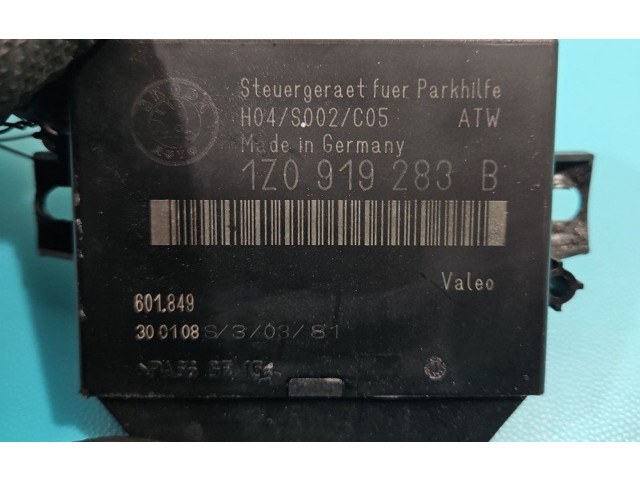 Steuergeraet fuer Parkhilfe
H04/S002/C05 ATW
Made in Germany
1Z0 919 283 B
Valeo
601.849
300108 S/3/03/81